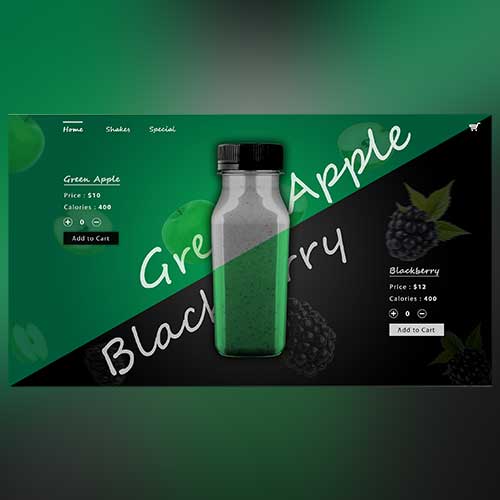 Home Shakes Special
Green Apple
Price : $10
Calories : 400
+ 0 -
Add to Cart
Green Apple
Blackberry
Blackberry
Price : $12
Calories : 400
+ 0 -
Add to Cart